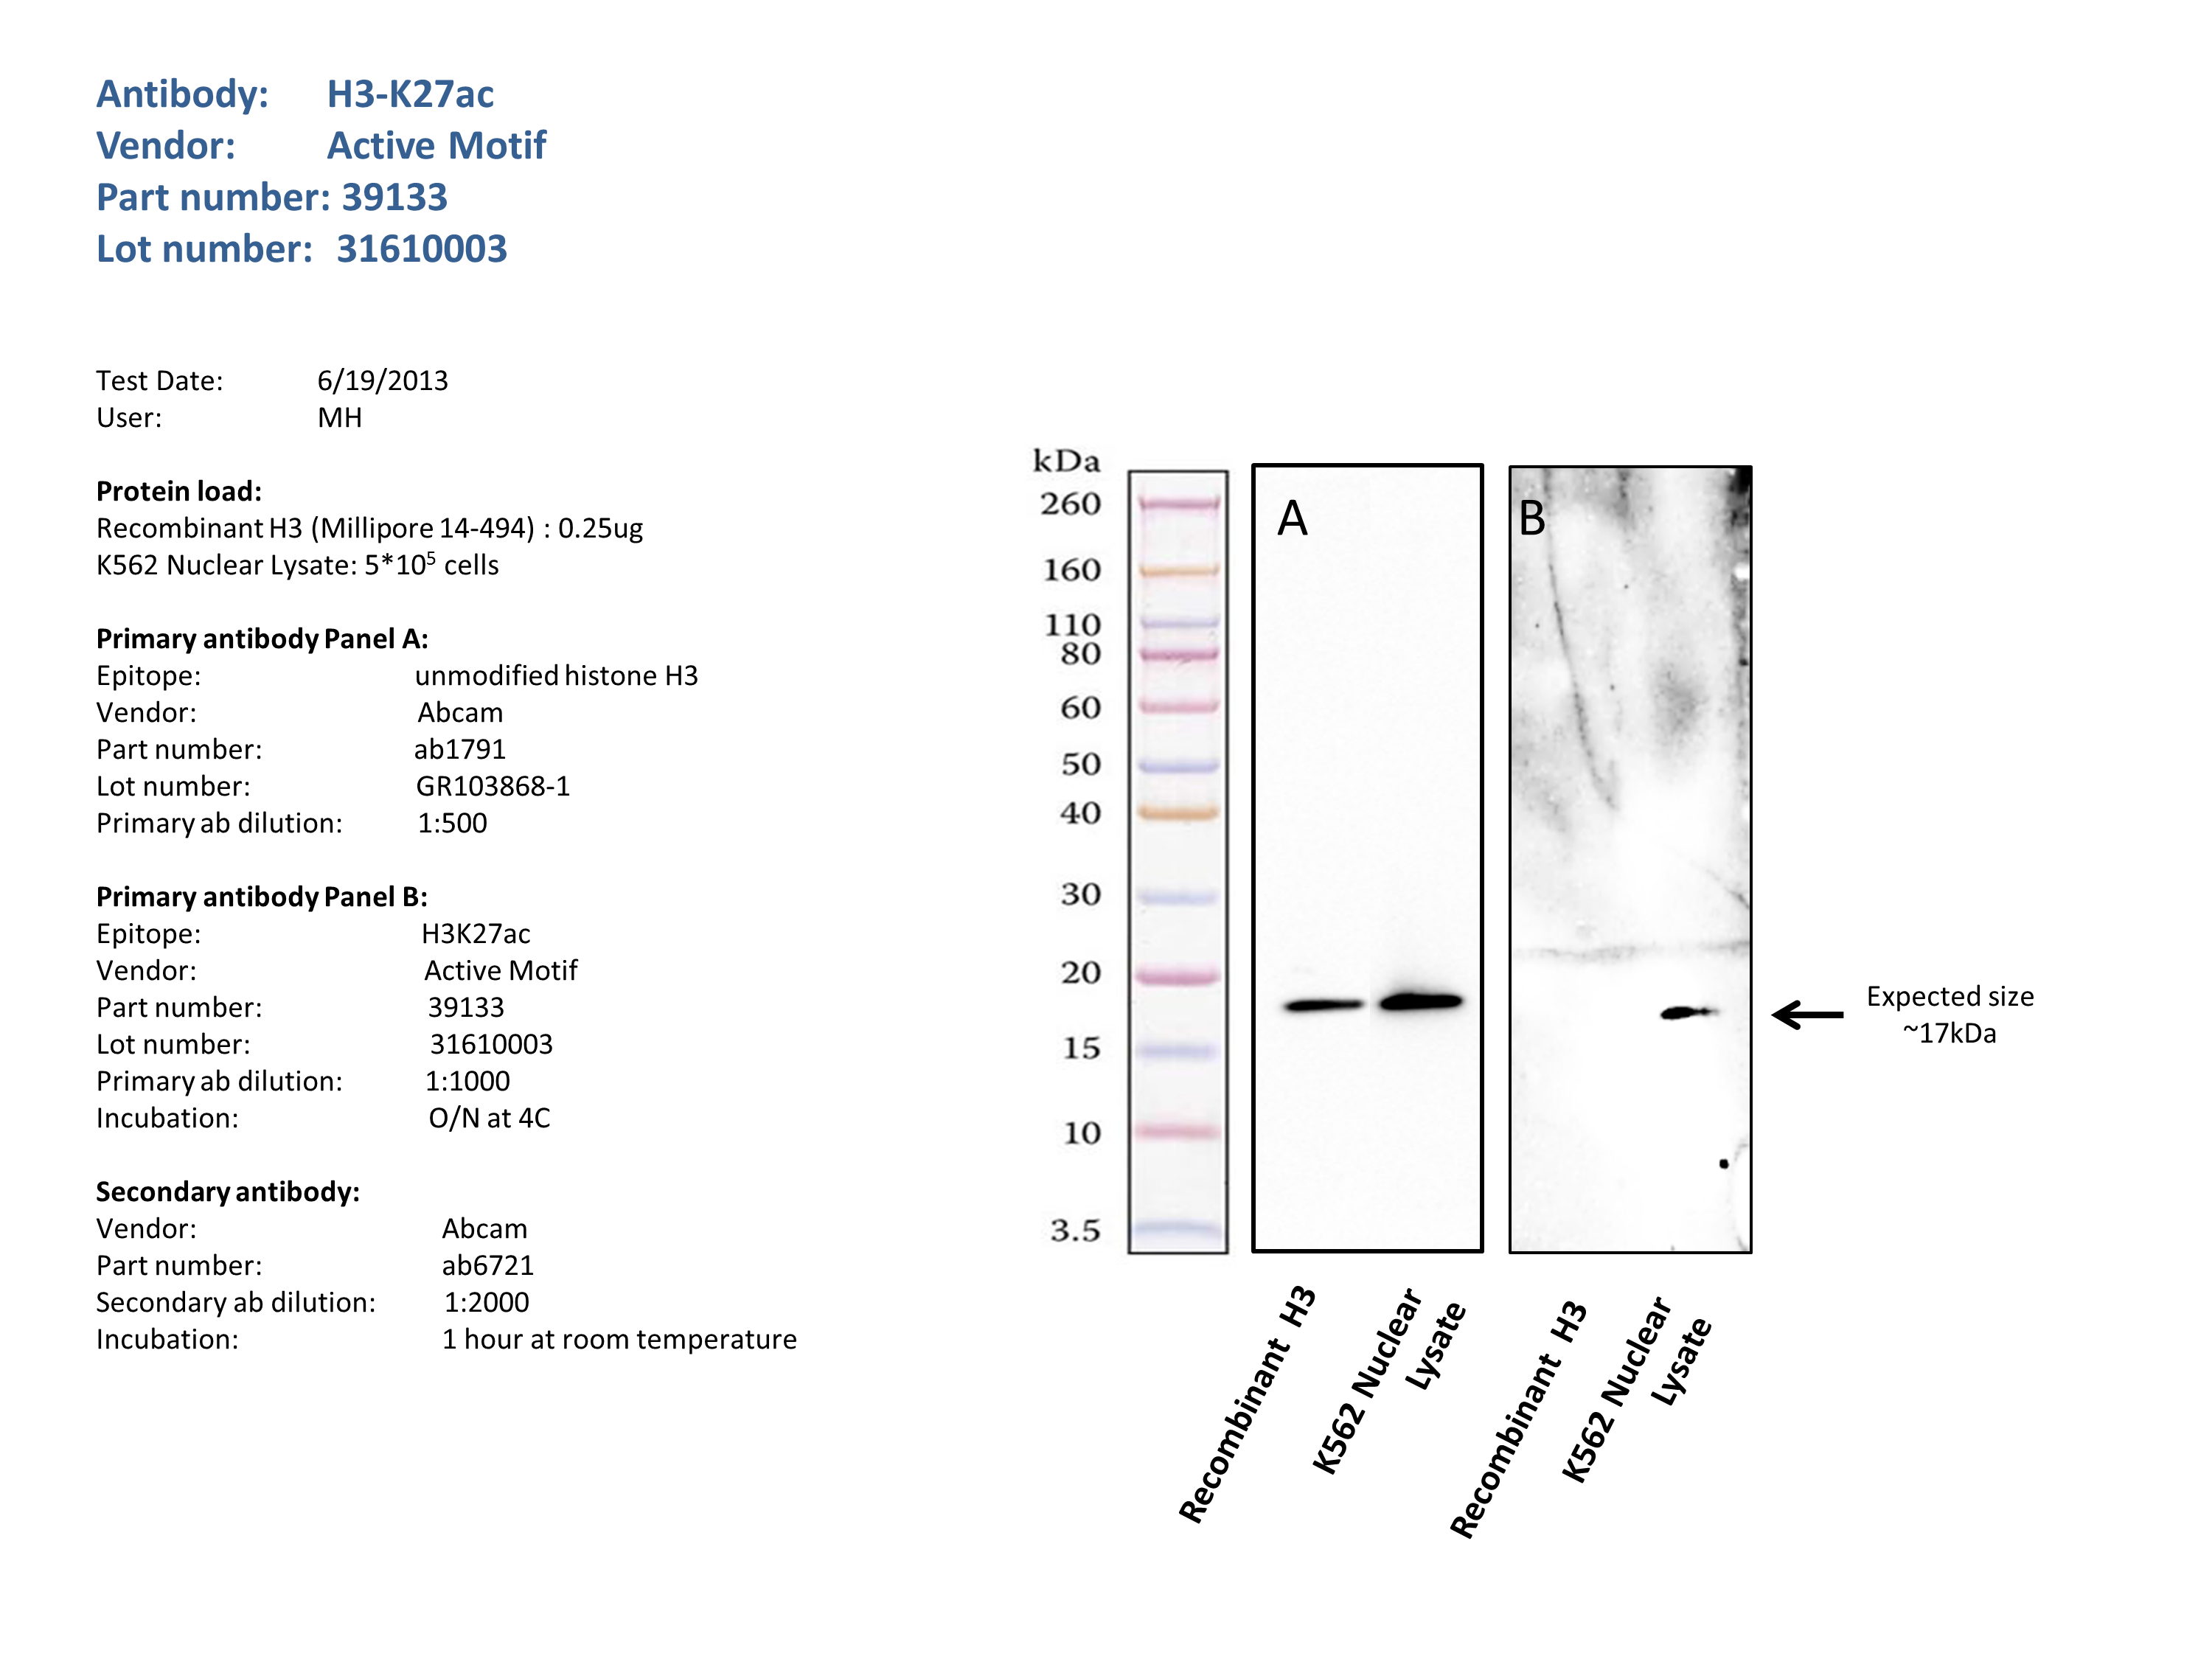 Antibody: H3-K27ac
Vendor: Active Motif
Part number: 39133
Lot number: 31610003
Test Date: 6/19/2013
User: MH
Protein load:
Recombinant H3 (Millipore 14-494) : 0.25ug
K562 Nuclear Lysate: 5*10⁵ cells
Primary antibody Panel A:
Epitope: unmodified histone H3
Vendor: Abcam
Part number: ab1791
Lot number: GR103868-1
Primary ab dilution: 1:500
Primary antibody Panel B:
Epitope: H3K27ac
Vendor: Active Motif
Part number: 39133
Lot number: 31610003
Primary ab dilution: 1:1000
Incubation: O/N at 4C
Secondary antibody:
Vendor: Abcam
Part number: ab6721
Secondary ab dilution: 1:2000
Incubation: 1 hour at room temperature
kDa
260
160
110
80
60
50
40
30
20
15
10
3.5
A
B
Expected size
~17kDa
Recombinant H3
K562 Nuclear
Lysate
Recombinant H3
K562 Nuclear
Lysate